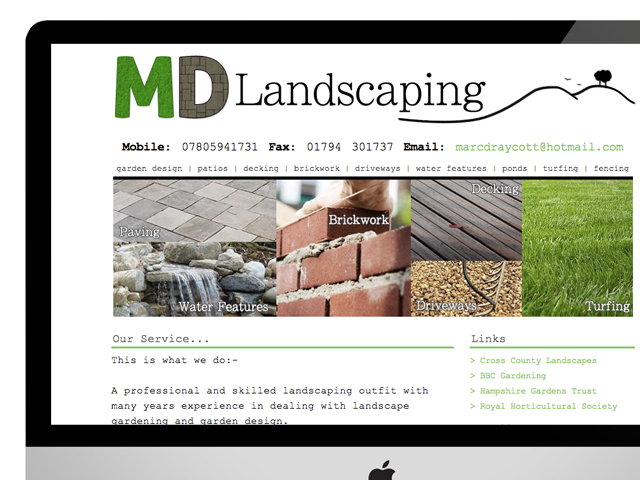 MD Landscaping
Mobile: 07805941731 Fax: 01794 301737 Email: marcdraycott@hotmail.com
garden design | patios | decking | brickwork | driveways | water features | ponds | turfing | fencing
Paving
Water Features
Brickwork
Decking
Driveways
Turfing
Our Service...
This is what we do:-
A professional and skilled landscaping outfit with
many years experience in dealing with landscape
gardening and garden design.
Links
> Cross County Landscapes
> BBC Gardening
> Hampshire Gardens Trust
> Royal Horticultural Society